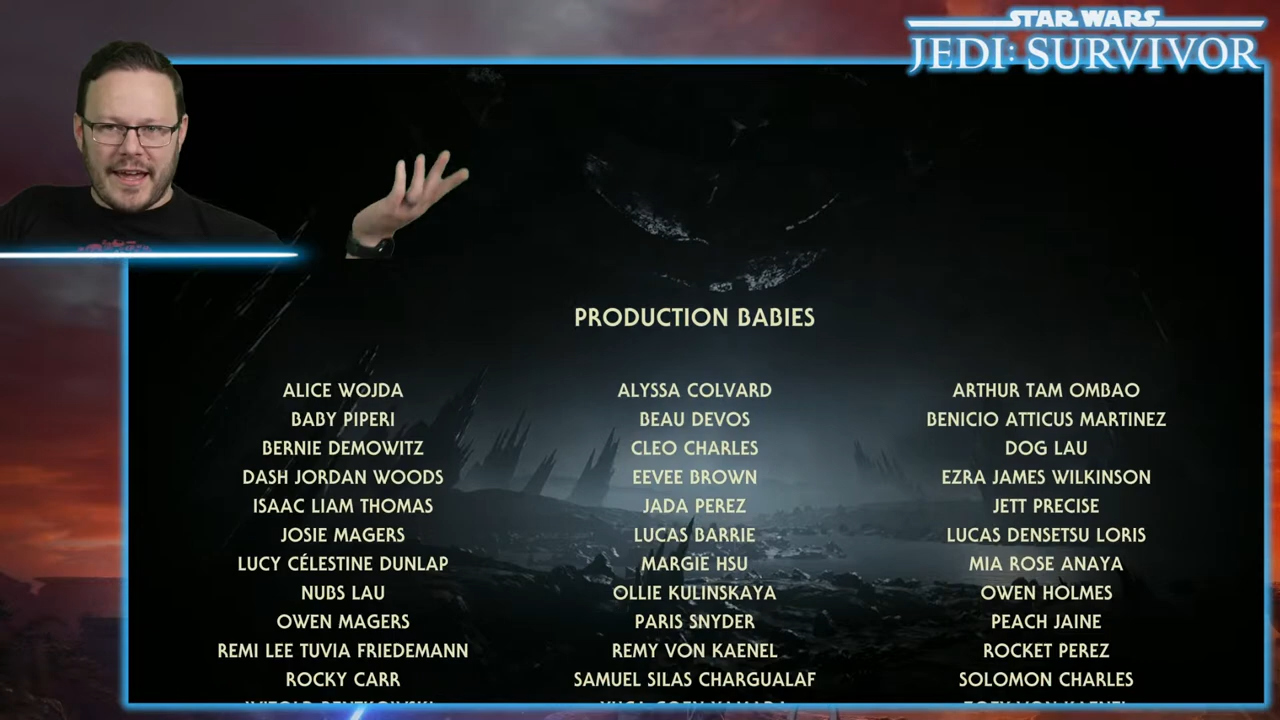 STAR WARS
JEDI: SURVIVOR
PRODUCTION BABIES
ALICE WOJDA ALYSSA COLVARD ARTHUR TAM OMBAO
BABY PIPERI BEAU DEVOS BENICIO ATTICUS MARTINEZ
BERNIE DEMOWITZ CLEO CHARLES DOG LAU
DASH JORDAN WOODS EEVEE BROWN EZRA JAMES WILKINSON
ISAAC LIAM THOMAS JADA PEREZ JETT PRECISE
JOSIE MAGERS LUCAS BARRIE LUCAS DENSETSU LORIS
LUCY CÉLESTINE DUNLAP MARGIE HSU MIA ROSE ANAYA
NUBS LAU OLLIE KULINSKAYA OWEN HOLMES
OWEN MAGERS PARIS SNYDER PEACH JAINE
REMI LEE TUVIA FRIEDEMANN REMY VON KAENEL ROCKET PEREZ
ROCKY CARR SAMUEL SILAS CHARGUALAF SOLOMON CHARLES